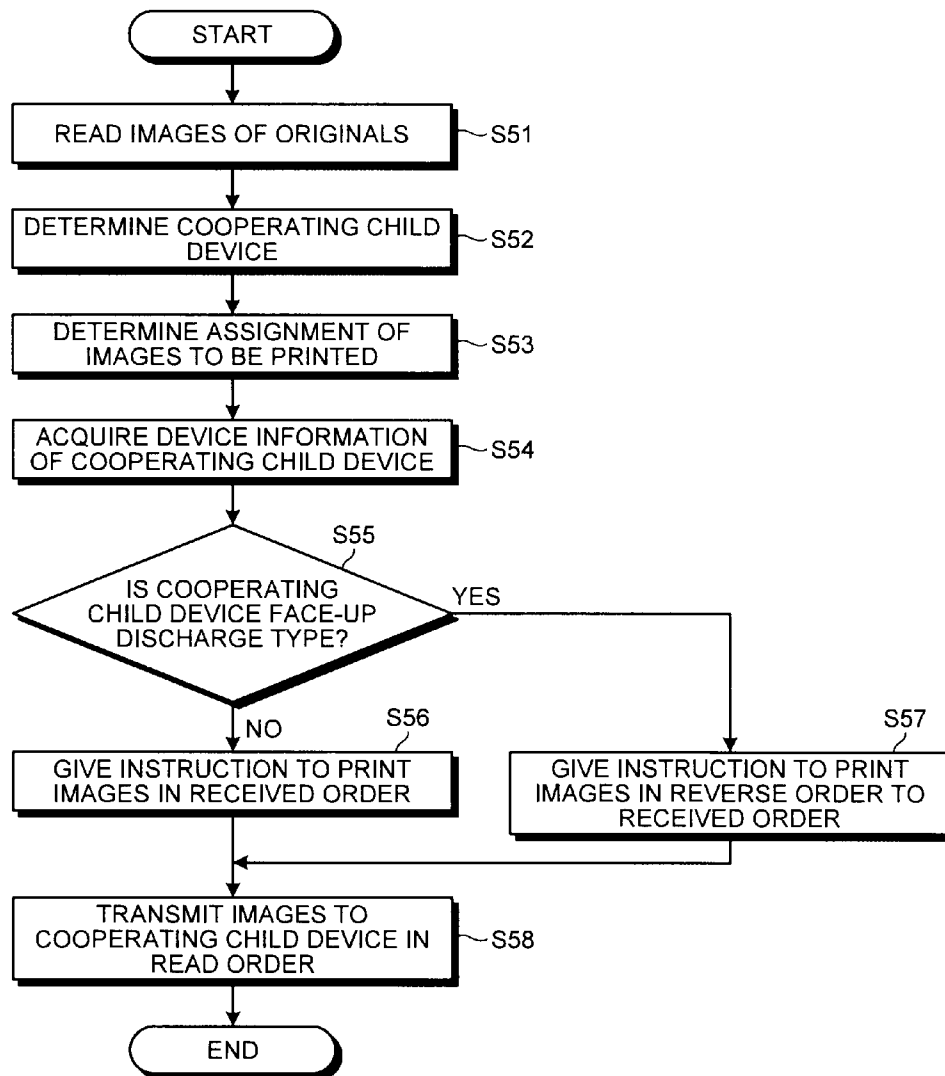 START
READ IMAGES OF ORIGINALS
S51
DETERMINE COOPERATING CHILD
DEVICE
S52
DETERMINE ASSIGNMENT OF
IMAGES TO BE PRINTED
S53
ACQUIRE DEVICE INFORMATION
OF COOPERATING CHILD DEVICE
S54
S55
IS COOPERATING
CHILD DEVICE FACE-UP
DISCHARGE TYPE?
YES
NO
S56
GIVE INSTRUCTION TO PRINT
IMAGES IN RECEIVED ORDER
S57
GIVE INSTRUCTION TO PRINT
IMAGES IN REVERSE ORDER TO
RECEIVED ORDER
TRANSMIT IMAGES TO
COOPERATING CHILD DEVICE IN
READ ORDER
S58
END